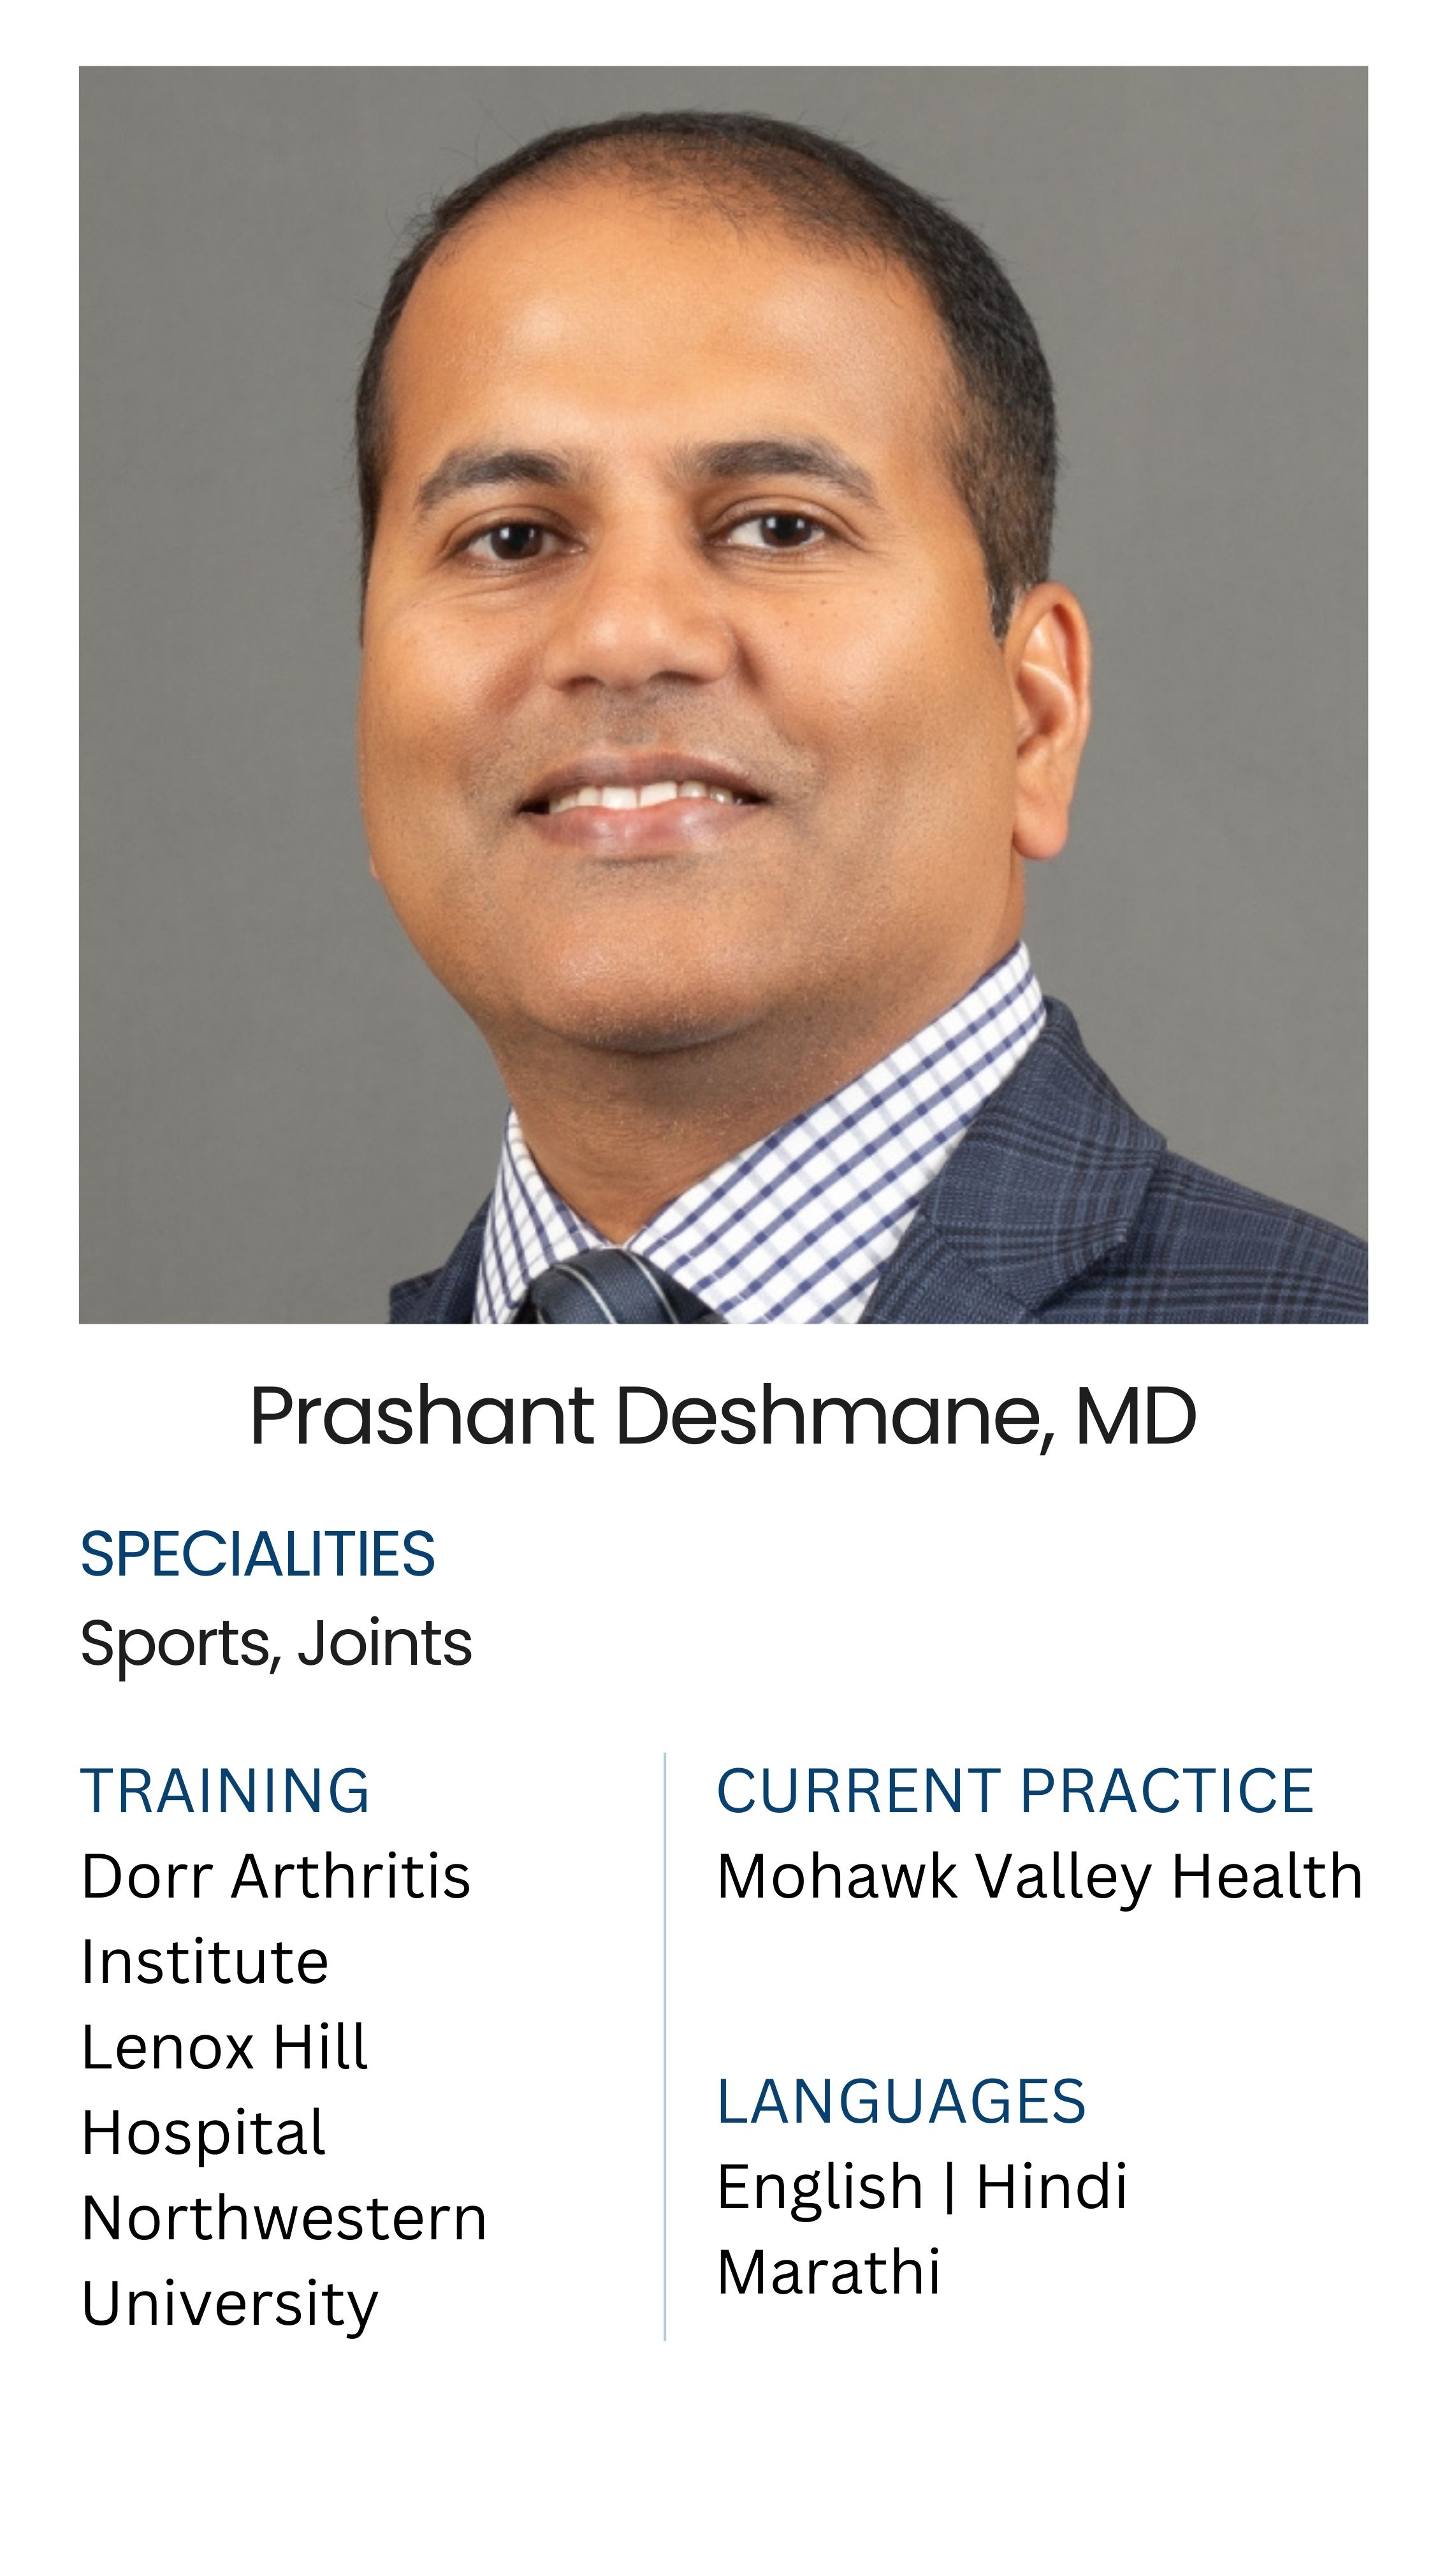 Prashant Deshmane, MD
SPECIALITIES
Sports, Joints
TRAINING
Dorr Arthritis
Institute
Lenox Hill
Hospital
Northwestern
University
CURRENT PRACTICE
Mohawk Valley Health
LANGUAGES
English | Hindi
Marathi